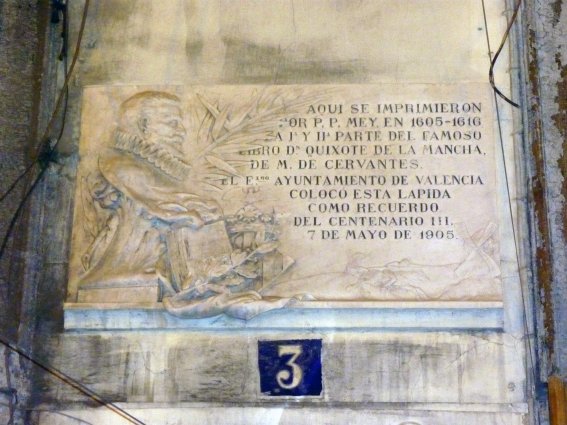 AQUI SE IMPRIMIERON
POR P. P. MEY, EN 1605-1616
LA Iª Y IIª PARTE DEL FAMOSO
LIBRO Dⁿ QUIXOTE DE LA MANCHA,
DE M. DE CERVANTES.
EL Exmo. AYUNTAMIENTO DE VALENCIA
COLOCÓ ESTA LAPIDA
COMO RECUERDO
DEL CENTENARIO III.
7 DE MAYO DE 1905.
3